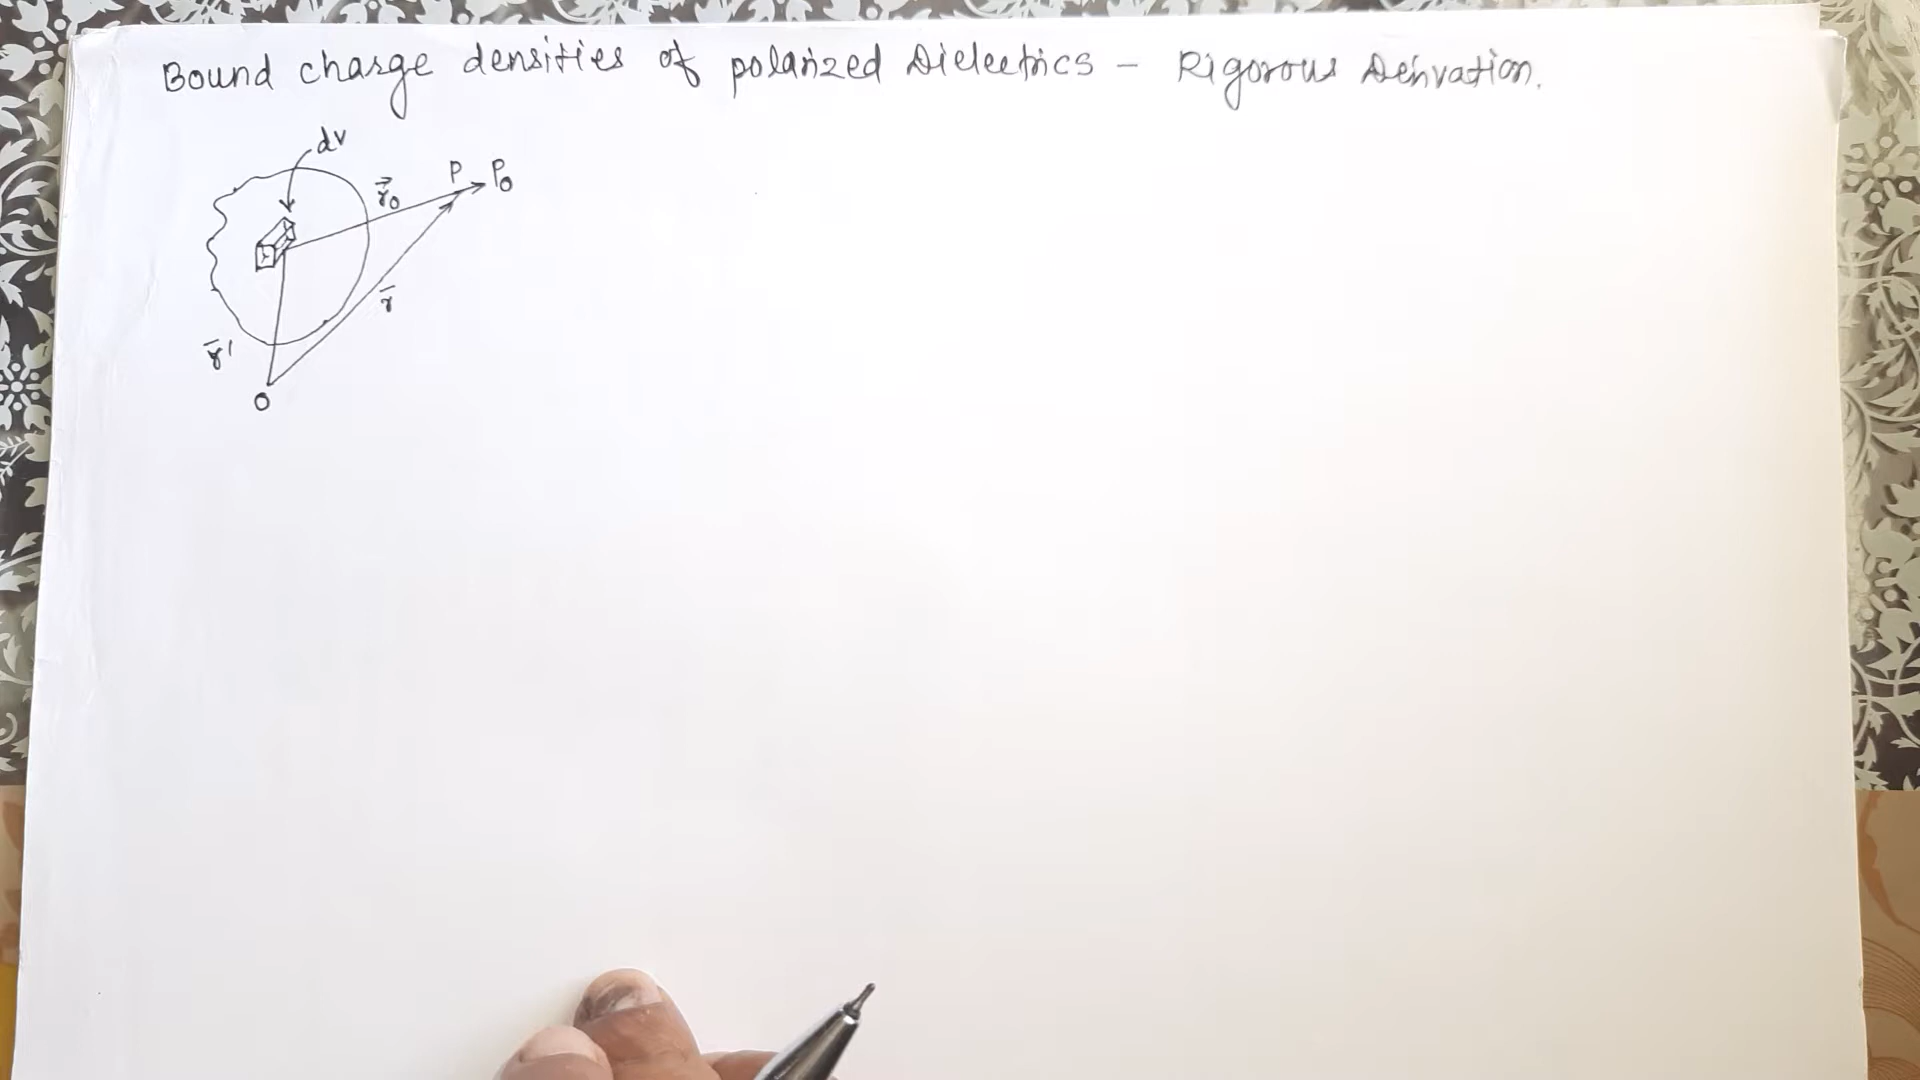 Bound charge densities of polarized Dielectrics - Rigorous Derivation.
dv
P P₀
r⃗₀
r̄
r̄'
O